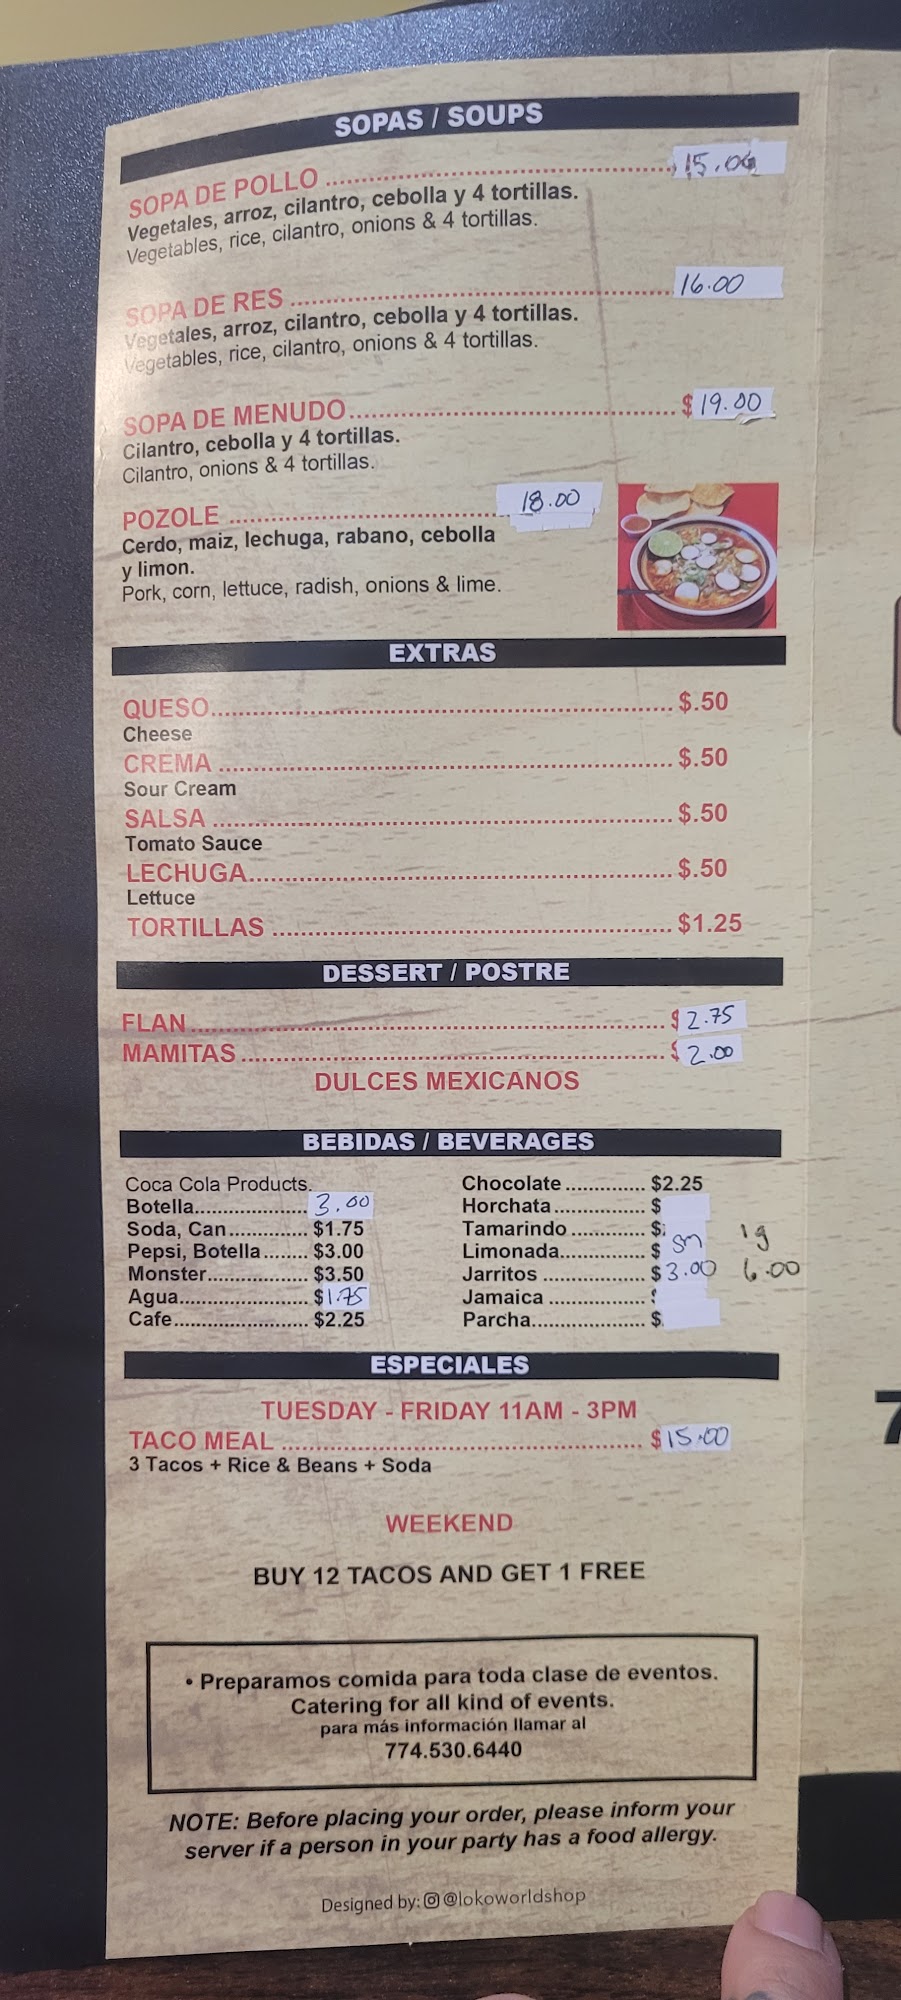 SOPAS / SOUPS
SOPA DE POLLO ........ 15.00
Vegetales, arroz, cilantro, cebolla y 4 tortillas.
Vegetables, rice, cilantro, onions & 4 tortillas.
SOPA DE RES ........ 16.00
Vegetales, arroz, cilantro, cebolla y 4 tortillas.
Vegetables, rice, cilantro, onions & 4 tortillas.
SOPA DE MENUDO........ $19.00
Cilantro, cebolla y 4 tortillas.
Cilantro, onions & 4 tortillas.
POZOLE ........ 18.00
Cerdo, maiz, lechuga, rabano, cebolla
y limon.
Pork, corn, lettuce, radish, onions & lime.
EXTRAS
QUESO........ $.50
Cheese
CREMA ........ $.50
Sour Cream
SALSA ........ $.50
Tomato Sauce
LECHUGA........ $.50
Lettuce
TORTILLAS ........ $1.25
DESSERT / POSTRE
FLAN ........ $2.75
MAMITAS ........ $2.00
DULCES MEXICANOS
BEBIDAS / BEVERAGES
Coca Cola Products.
Botella........ 3.00
Soda, Can........ $1.75
Pepsi, Botella........ $3.00
Monster........ $3.50
Agua........ $1.75
Cafe........ $2.25
Chocolate ........ $2.25
Horchata........ $
Tamarindo ........ $
Limonada........ $ sm lg
Jarritos ........ $3.00 6.00
Jamaica ........
Parcha........ $
ESPECIALES
TUESDAY - FRIDAY 11AM - 3PM
TACO MEAL ........ $15.00
3 Tacos + Rice & Beans + Soda
WEEKEND
BUY 12 TACOS AND GET 1 FREE
• Preparamos comida para toda clase de eventos.
Catering for all kind of events.
para más información llamar al
774.530.6440
NOTE: Before placing your order, please inform your
server if a person in your party has a food allergy.
Designed by: @lokoworldshop
7